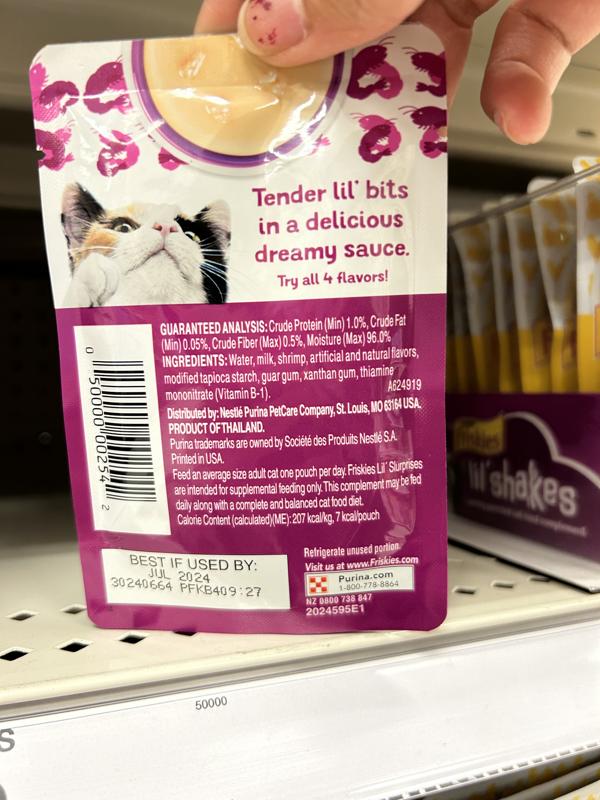 Tender lil' bits
in a delicious
dreamy sauce.
Try all 4 flavors!
GUARANTEED ANALYSIS: Crude Protein (Min) 1.0%, Crude Fat
(Min) 0.05%, Crude Fiber (Max) 0.5%, Moisture (Max) 96.0%
INGREDIENTS: Water, milk, shrimp, artificial and natural flavors,
modified tapioca starch, guar gum, xanthan gum, thiamine
mononitrate (Vitamin B-1). A624919
Distributed by: Nestlé Purina PetCare Company, St. Louis, MO 63164 USA.
PRODUCT OF THAILAND.
Purina trademarks are owned by Société des Produits Nestlé S.A.
Printed in USA.
Feed an average size adult cat one pouch per day. Friskies Lil' Slurprises
are intended for supplemental feeding only. This complement may be fed
daily along with a complete and balanced cat food diet.
Calorie Content (calculated)(ME): 207 kcal/kg, 7 kcal/pouch
0 50000 00254 2
BEST IF USED BY:
JUL 2024
30240664 PFKB409:27
Refrigerate unused portion.
Visit us at www.Friskies.com
Purina.com
1-800-778-8864
NZ 0800 738 847
2024595E1
Friskies
lil' shakes
50000
S